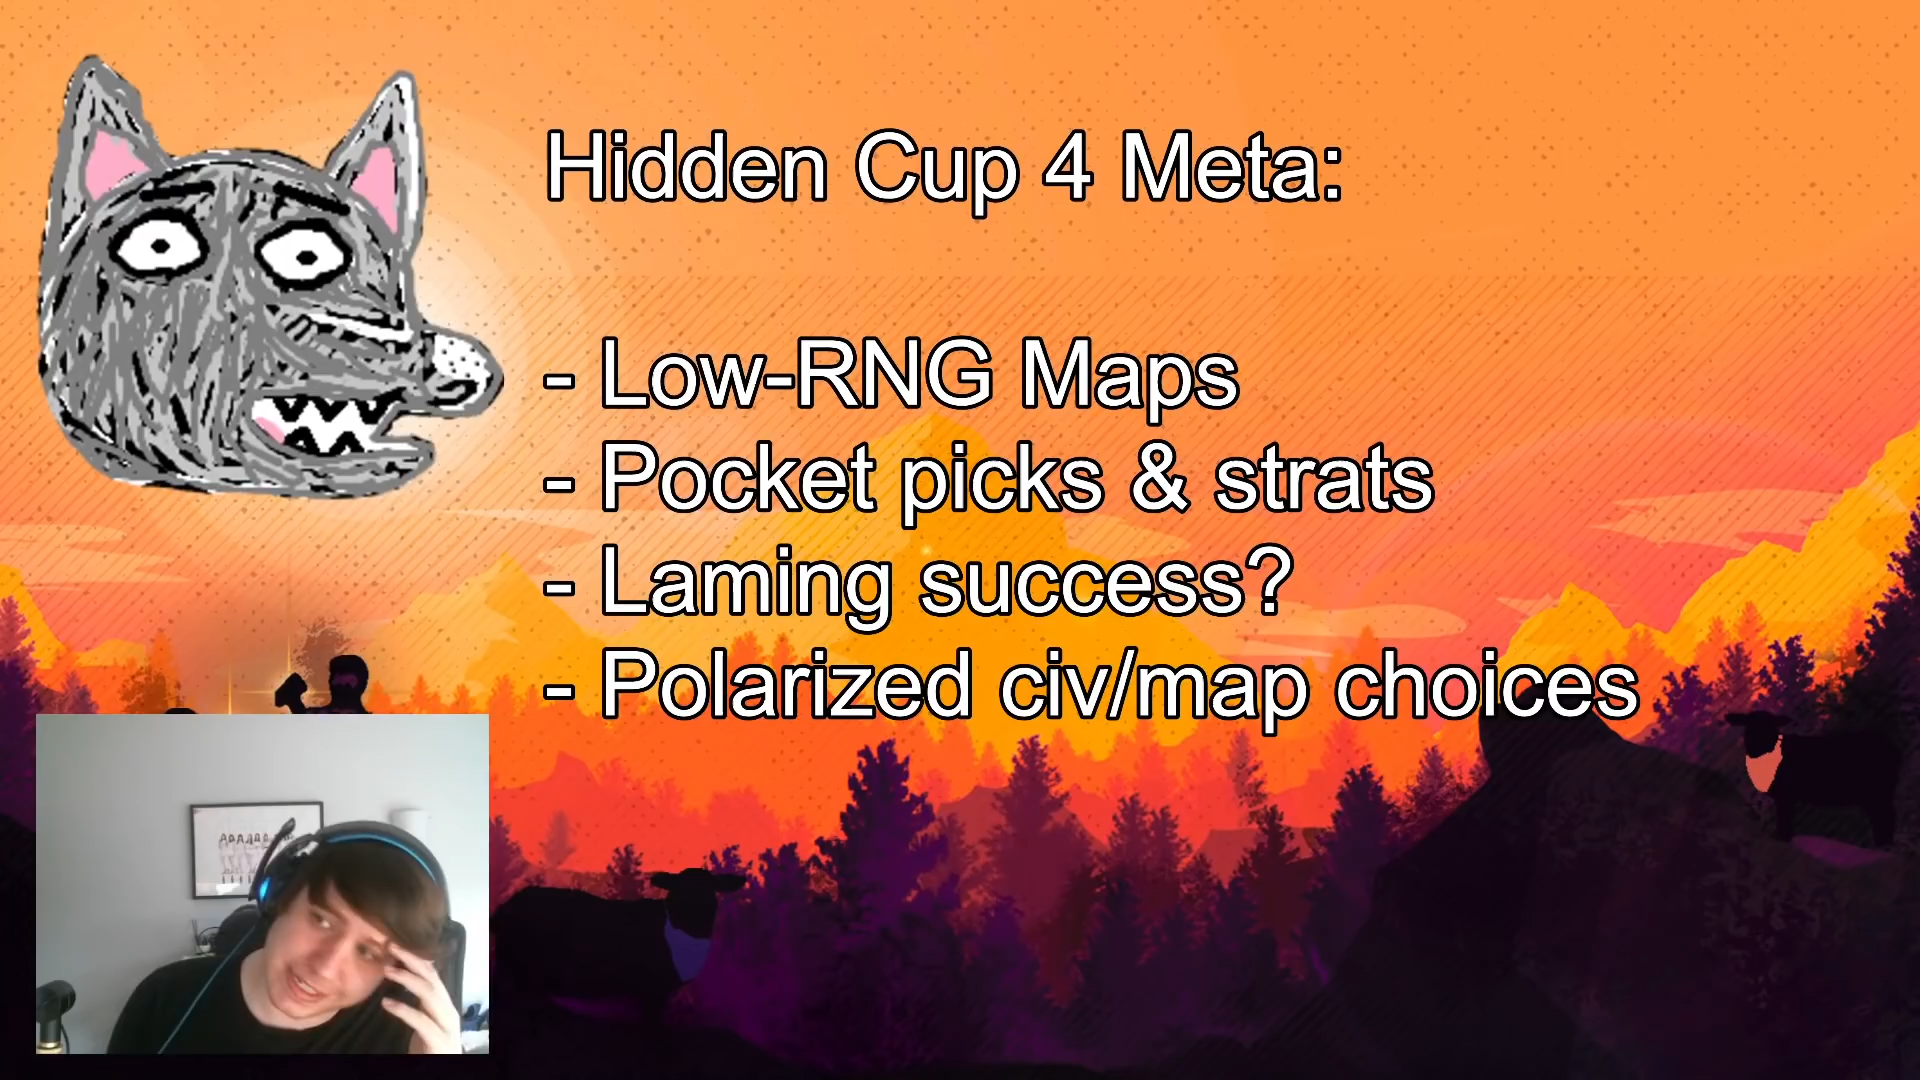 Hidden Cup 4 Meta:
- Low-RNG Maps
- Pocket picks & strats
- Laming success?
- Polarized civ/map choices